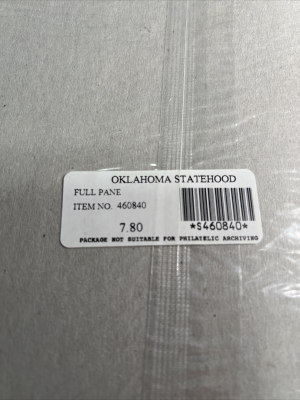 OKLAHOMA STATEHOOD
FULL PANE
ITEM NO. 460840
7.80
*S460840*
PACKAGE NOT SUITABLE FOR PHILATELIC ARCHIVING